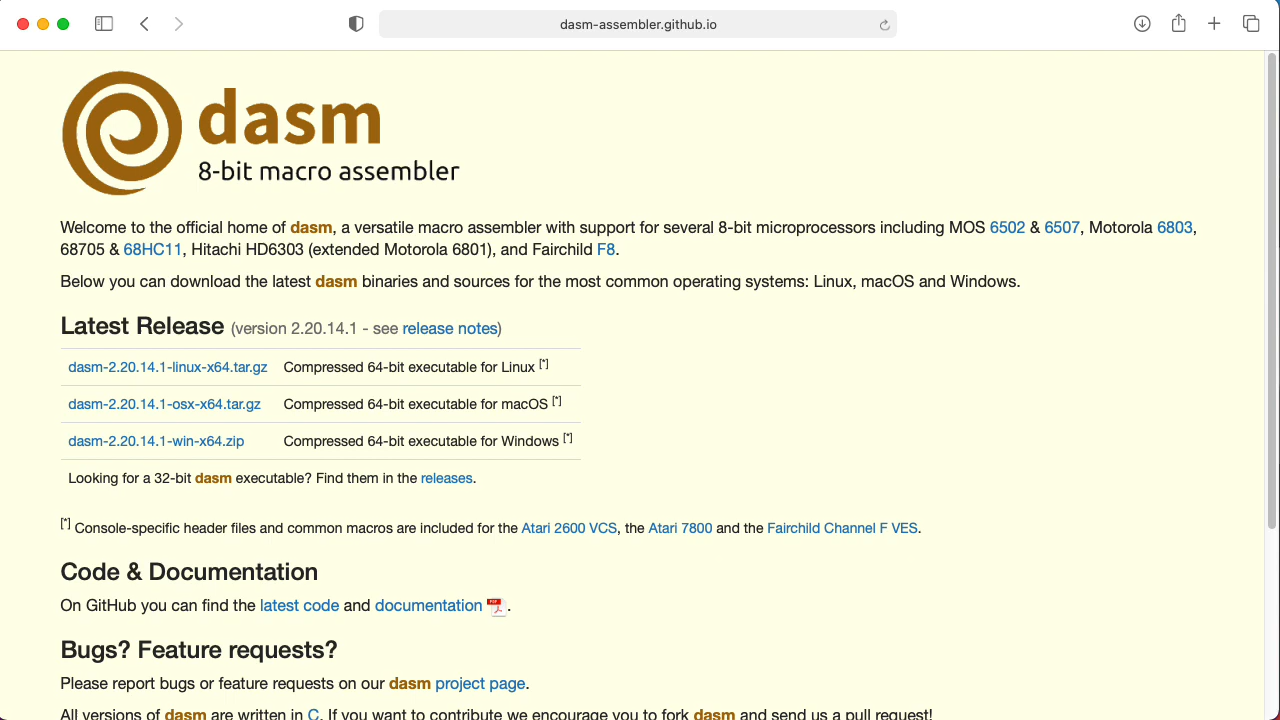 dasm-assembler.github.io
dasm
8-bit macro assembler
Welcome to the official home of dasm, a versatile macro assembler with support for several 8-bit microprocessors including MOS 6502 & 6507, Motorola 6803,
68705 & 68HC11, Hitachi HD6303 (extended Motorola 6801), and Fairchild F8.
Below you can download the latest dasm binaries and sources for the most common operating systems: Linux, macOS and Windows.
Latest Release (version 2.20.14.1 - see release notes)
dasm-2.20.14.1-linux-x64.tar.gz Compressed 64-bit executable for Linux [*]
dasm-2.20.14.1-osx-x64.tar.gz Compressed 64-bit executable for macOS [*]
dasm-2.20.14.1-win-x64.zip Compressed 64-bit executable for Windows [*]
Looking for a 32-bit dasm executable? Find them in the releases.
[*] Console-specific header files and common macros are included for the Atari 2600 VCS, the Atari 7800 and the Fairchild Channel F VES.
Code & Documentation
On GitHub you can find the latest code and documentation .
Bugs? Feature requests?
Please report bugs or feature requests on our dasm project page.
All versions of dasm are written in C. If you want to contribute we encourage you to fork dasm and send us a pull request!